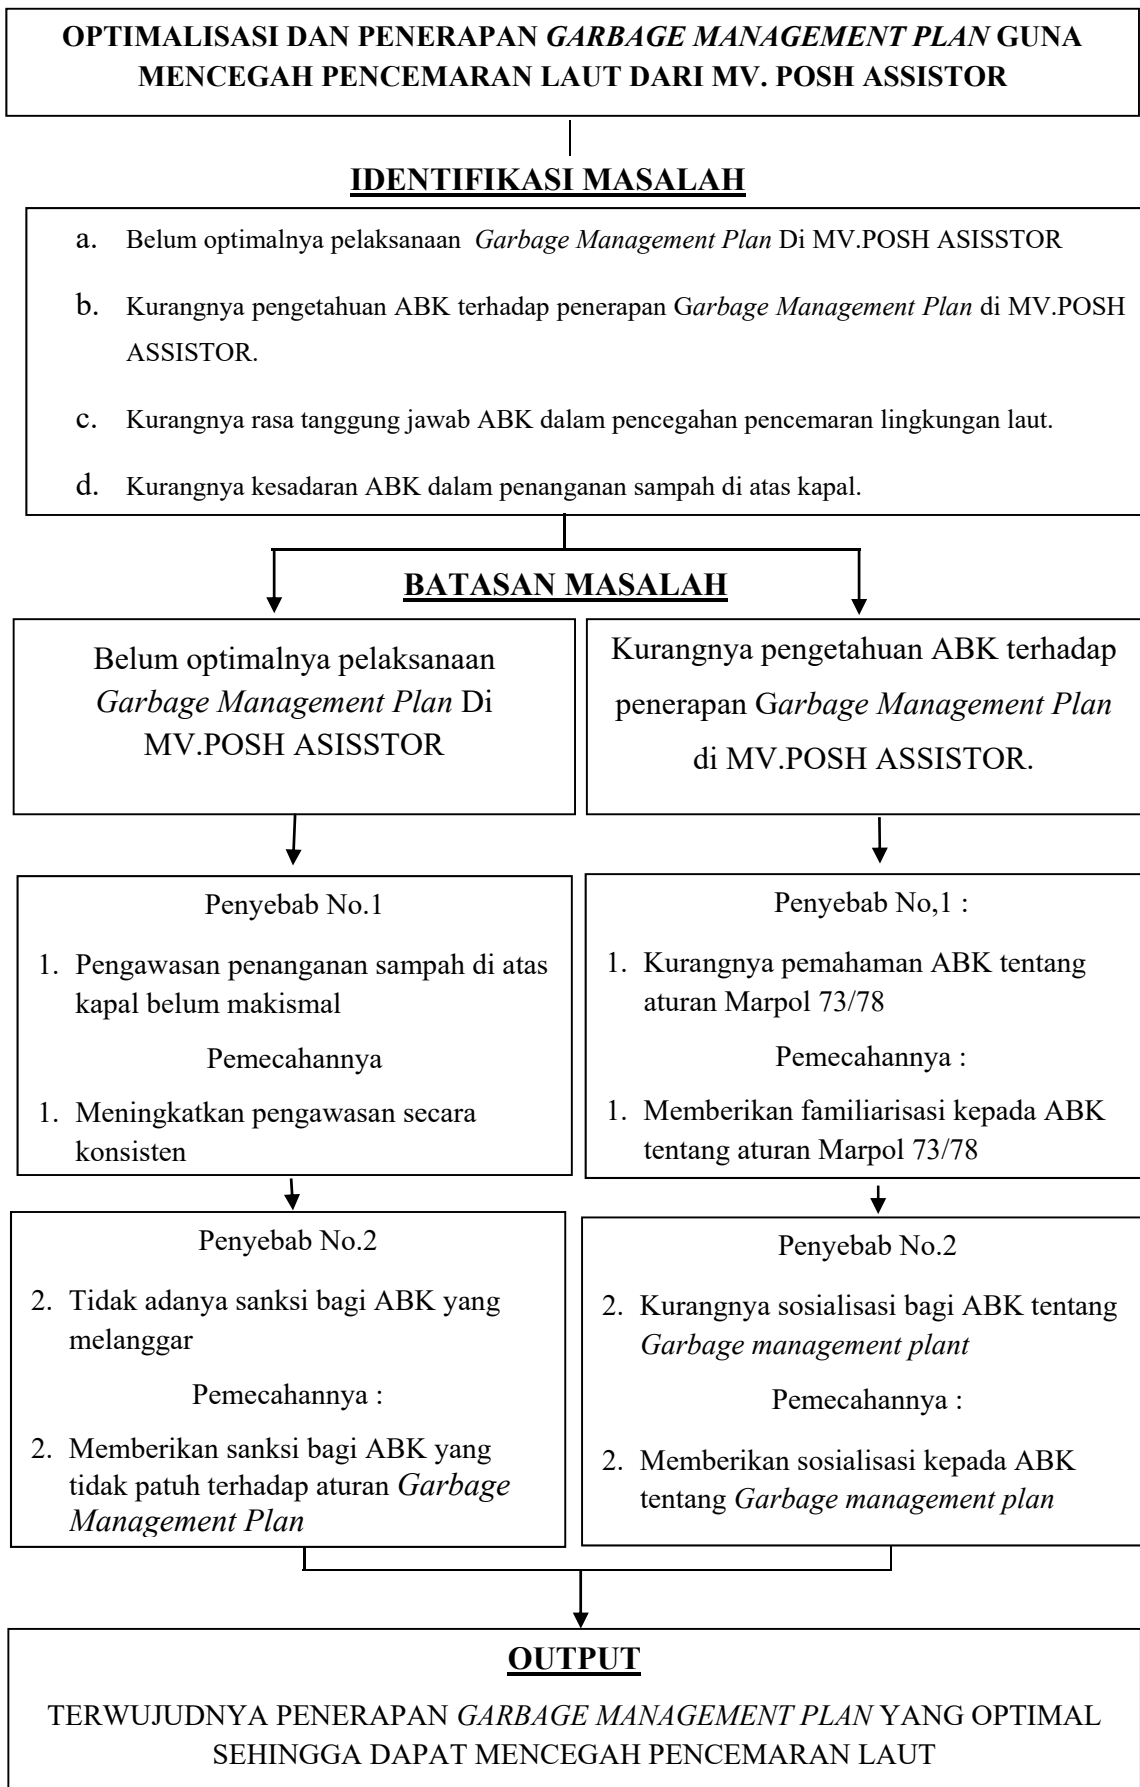 OPTIMALISASI DAN PENERAPAN GARBAGE MANAGEMENT PLAN GUNA
MENCEGAH PENCEMARAN LAUT DARI MV. POSH ASSISTOR
IDENTIFIKASI MASALAH
a. Belum optimalnya pelaksanaan Garbage Management Plan Di MV.POSH ASISSTOR
b. Kurangnya pengetahuan ABK terhadap penerapan Garbage Management Plan di MV.POSH
ASSISTOR.
c. Kurangnya rasa tanggung jawab ABK dalam pencegahan pencemaran lingkungan laut.
d. Kurangnya kesadaran ABK dalam penanganan sampah di atas kapal.
BATASAN MASALAH
Belum optimalnya pelaksanaan
Garbage Management Plan Di
MV.POSH ASISSTOR
Kurangnya pengetahuan ABK terhadap
penerapan Garbage Management Plan
di MV.POSH ASSISTOR.
Penyebab No.1
1. Pengawasan penanganan sampah di atas
kapal belum makismal
Pemecahannya
1. Meningkatkan pengawasan secara
konsisten
Penyebab No,1 :
1. Kurangnya pemahaman ABK tentang
aturan Marpol 73/78
Pemecahannya :
1. Memberikan familiarisasi kepada ABK
tentang aturan Marpol 73/78
Penyebab No.2
2. Tidak adanya sanksi bagi ABK yang
melanggar
Pemecahannya :
2. Memberikan sanksi bagi ABK yang
tidak patuh terhadap aturan Garbage
Management Plan
Penyebab No.2
2. Kurangnya sosialisasi bagi ABK tentang
Garbage management plant
Pemecahannya :
2. Memberikan sosialisasi kepada ABK
tentang Garbage management plan
OUTPUT
TERWUJUDNYA PENERAPAN GARBAGE MANAGEMENT PLAN YANG OPTIMAL
SEHINGGA DAPAT MENCEGAH PENCEMARAN LAUT